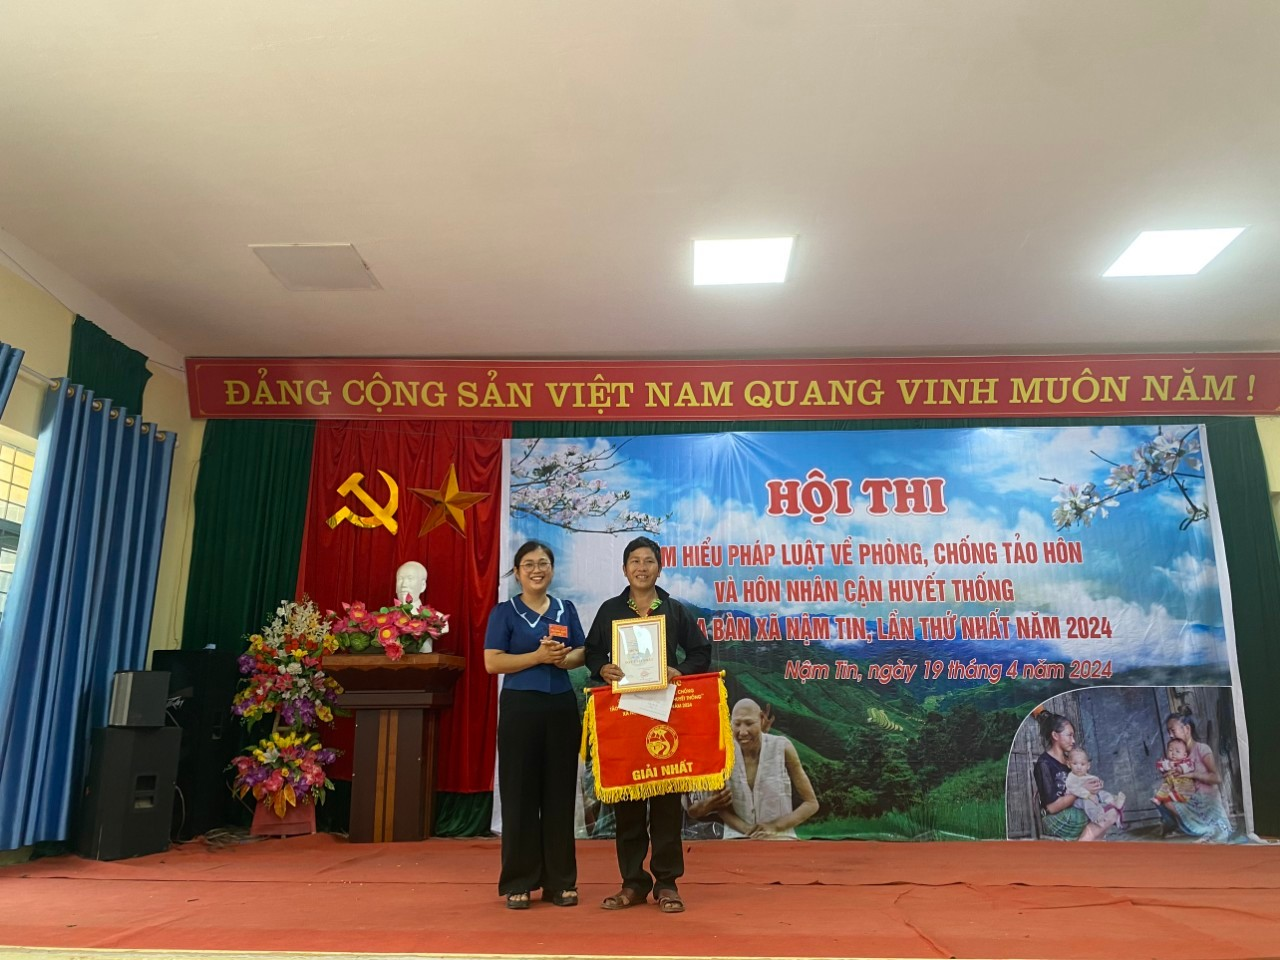 ĐẢNG CỘNG SẢN VIỆT NAM QUANG VINH MUÔN NĂM !
HỘI THI
HIỂU PHÁP LUẬT VỀ PHÒNG, CHỐNG TẢO HÔN
VÀ HÔN NHÂN CẬN HUYẾT THỐNG
BÀN XÃ NẬM TIN, LẦN THỨ NHẤT NĂM 2024
Nậm Tin, ngày 19 tháng 4 năm 2024
GIẢI NHẤT